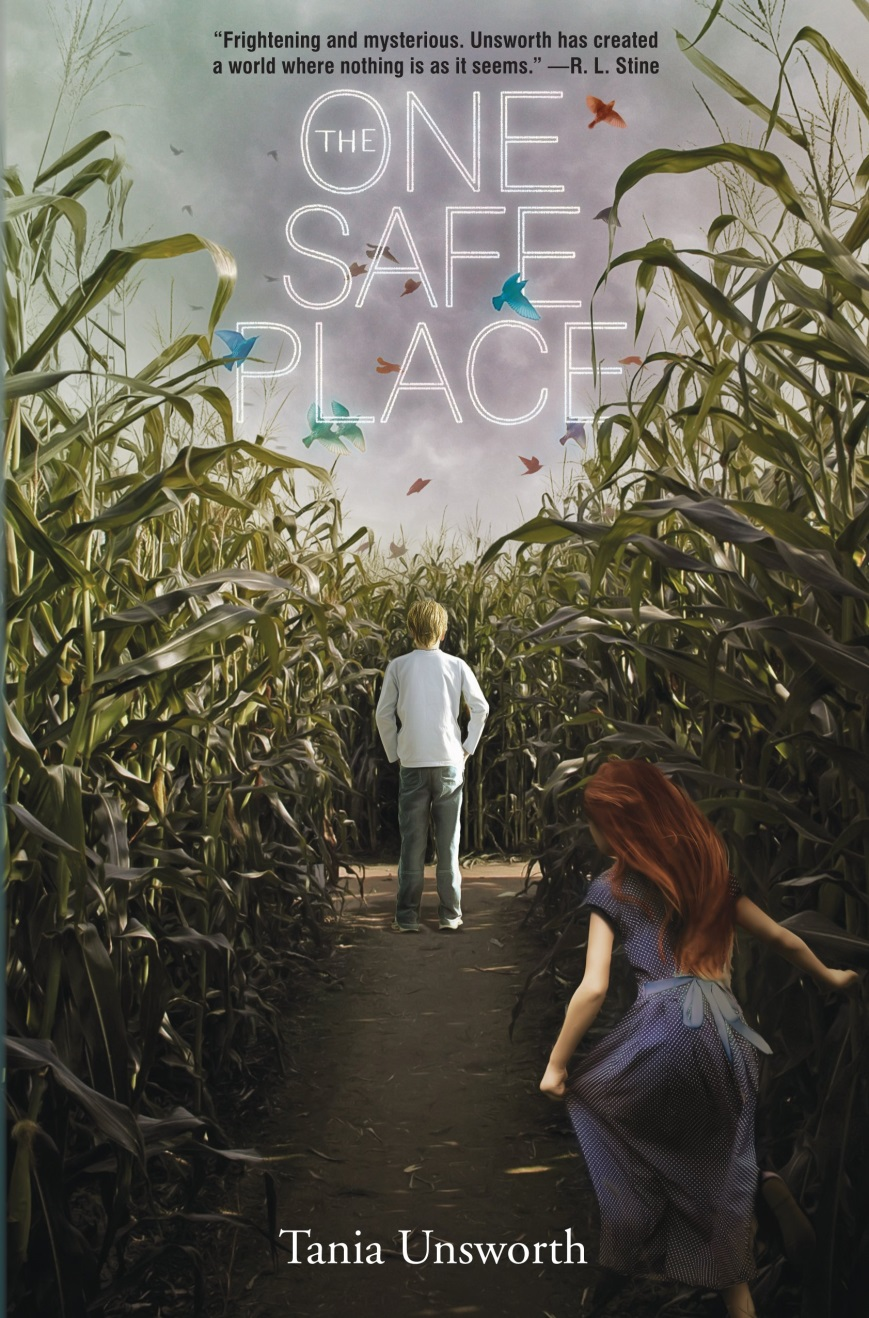 “Frightening and mysterious. Unsworth has created
a world where nothing is as it seems.” —R. L. Stine
THE ONE
SAFE
PLACE
Tania Unsworth